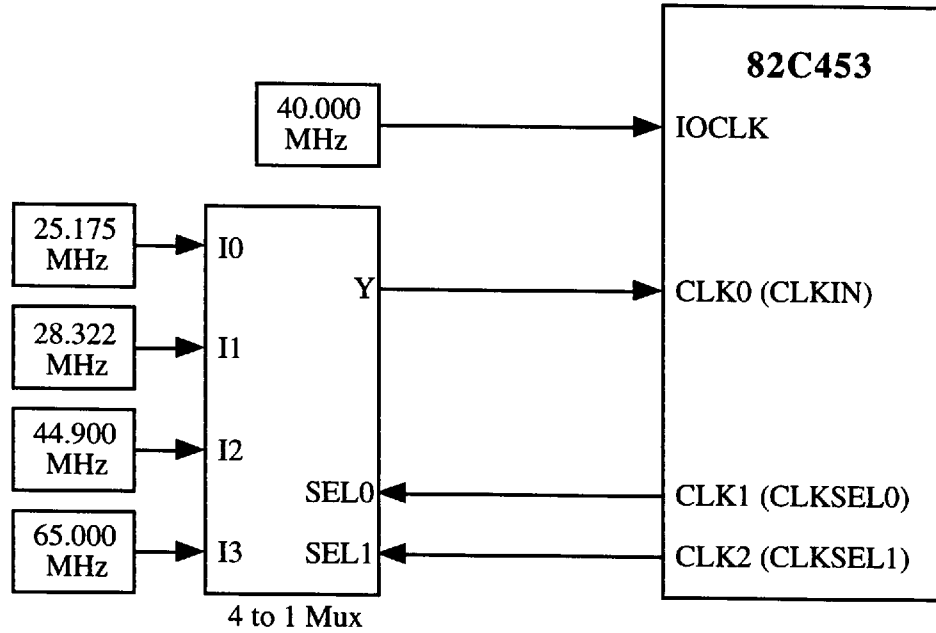 82C453
40.000
MHz
IOCLK
25.175
MHz
I0
Y
CLK0 (CLKIN)
28.322
MHz
I1
44.900
MHz
I2
SEL0
CLK1 (CLKSEL0)
65.000
MHz
I3
SEL1
CLK2 (CLKSEL1)
4 to 1 Mux